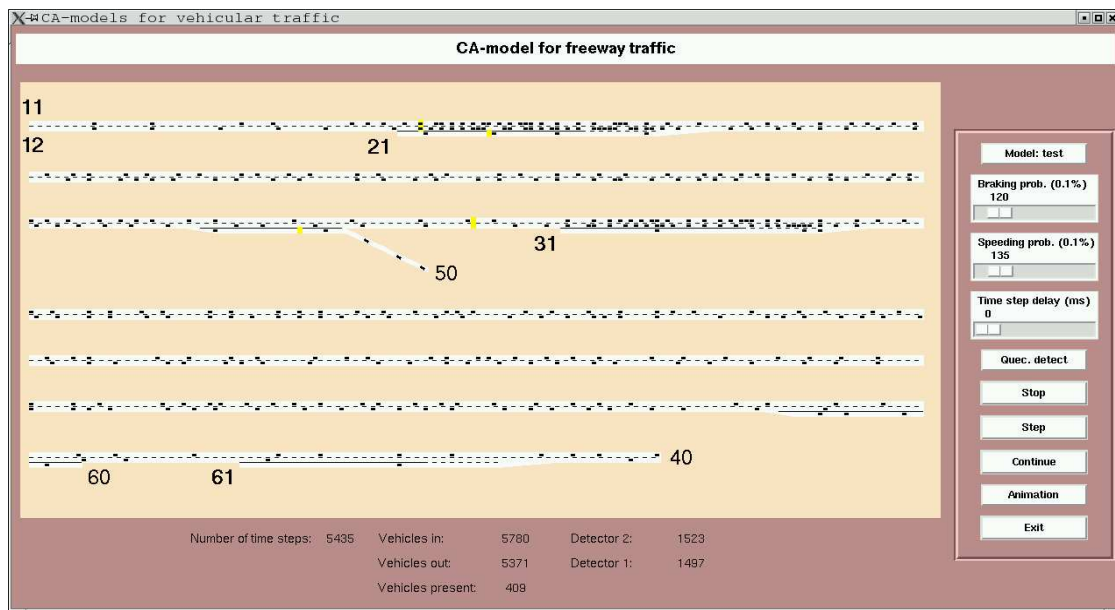 CA-models for vehicular traffic
CA-model for freeway traffic
11
12
21
31
50
60
61
40
Model: test
Braking prob. (0.1%)
120
Speeding prob. (0.1%)
135
Time step delay (ms)
0
Quec. detect
Stop
Step
Continue
Animation
Exit
Number of time steps: 5435 Vehicles in: 5780 Detector 2: 1523
Vehicles out: 5371 Detector 1: 1497
Vehicles present: 409